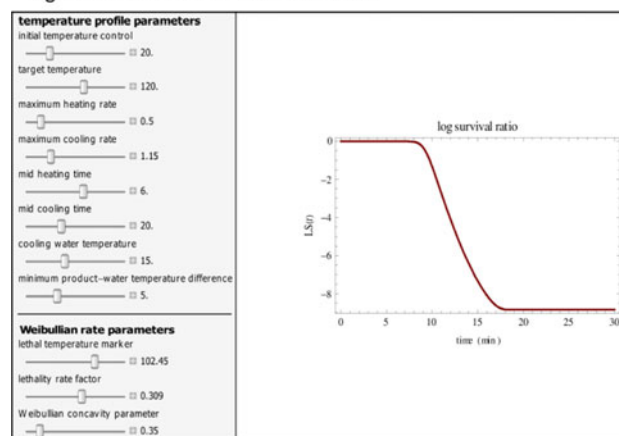 temperature profile parameters
initial temperature control
20.
target temperature
120.
maximum heating rate
0.5
maximum cooling rate
1.15
mid heating time
6.
mid cooling time
20.
cooling water temperature
15.
minimum product-water temperature difference
5.
Weibullian rate parameters
lethal temperature marker
102.45
lethality rate factor
0.309
Weibullian concavity parameter
0.35
log survival ratio
0
-2
-4
-6
-8
LS(t)
0 5 10 15 20 25 30
time (min)